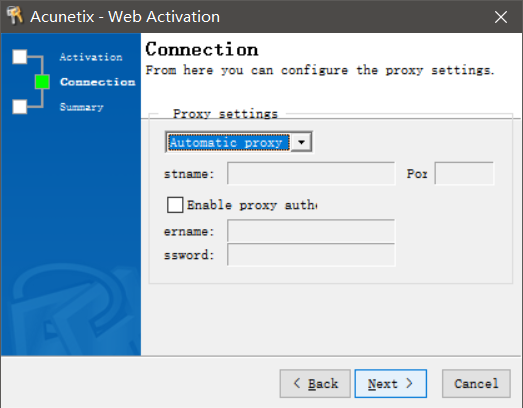 Acunetix - Web Activation
Activation
Connection
Summary
Connection
From here you can configure the proxy settings.
Proxy settings
Automatic proxy
stname:
Por
Enable proxy auth
ername:
ssword:
< Back
Next >
Cancel